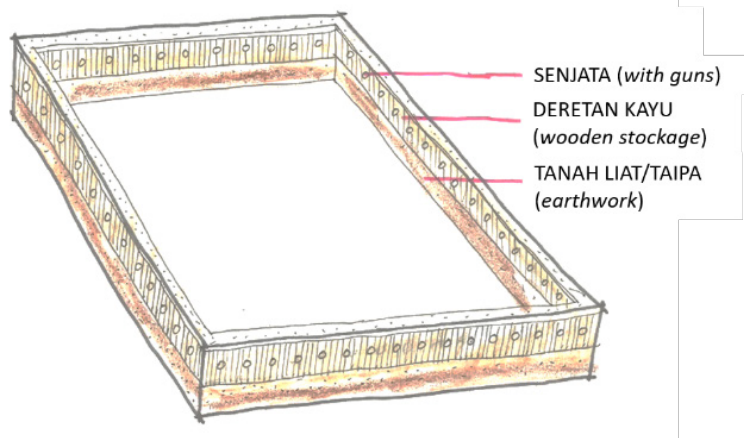 SENJATA (with guns)
DERETAN KAYU
(wooden stockage)
TANAH LIAT/TAIPA
(earthwork)